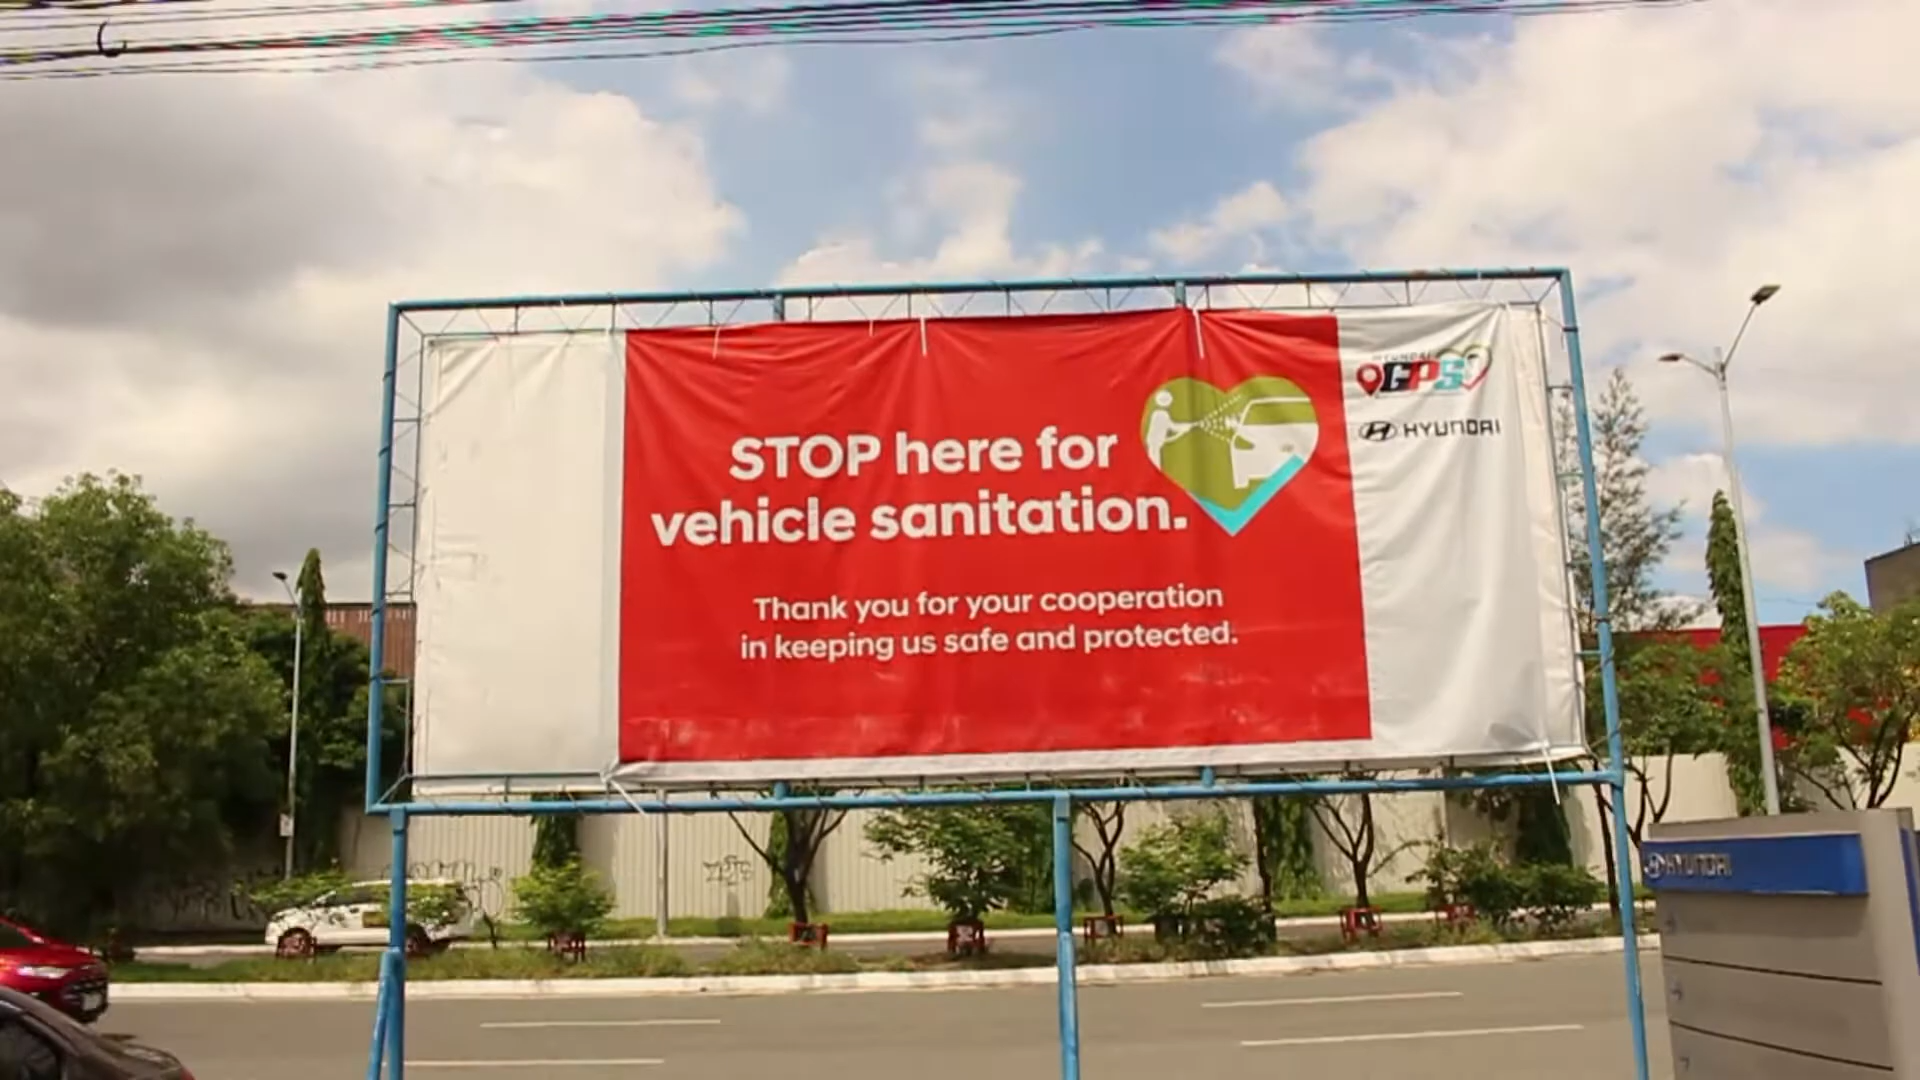 STOP here for
vehicle sanitation.
Thank you for your cooperation
in keeping us safe and protected.
HYUNDAI
GPS
HYUNDAI
HYUNDAI